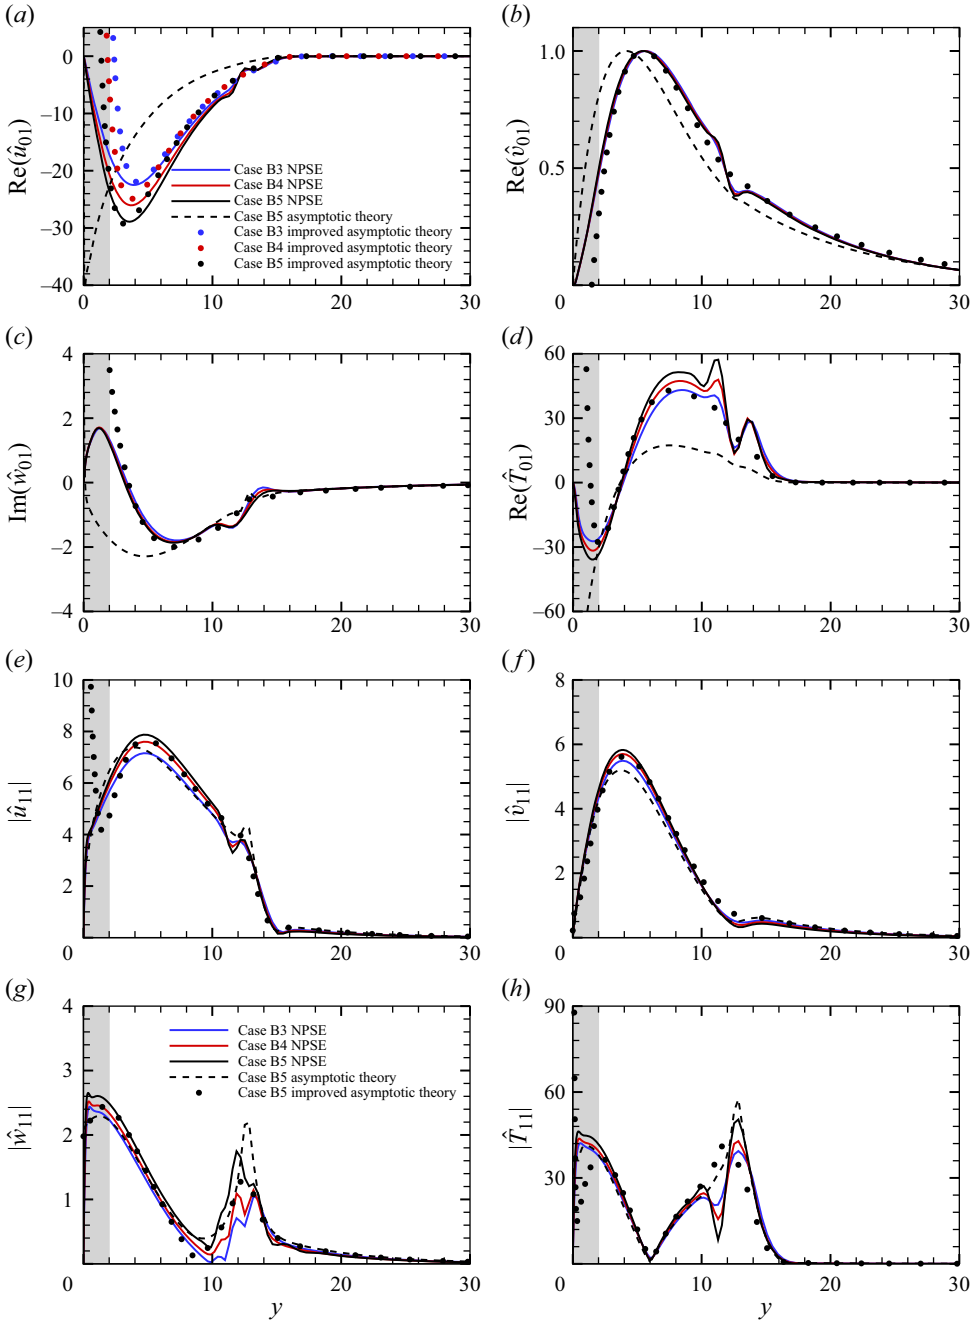 (a)
(b)
0
−10
−20
−30
−40
Re(û01)
Case B3 NPSE
Case B4 NPSE
Case B5 NPSE
Case B5 asymptotic theory
Case B3 improved asymptotic theory
Case B4 improved asymptotic theory
Case B5 improved asymptotic theory
0 10 20 30
1.0
0.5
Re(v̂01)
0 10 20 30
(c)
(d)
4
2
0
−2
−4
Im(ŵ01)
0 10 20 30
60
30
0
−30
−60
Re(T̂01)
0 10 20 30
(e)
(f)
10
8
6
4
2
0
|û11|
0 10 20 30
8
6
4
2
0
|v̂11|
0 10 20 30
(g)
(h)
4
3
2
1
0
|ŵ11|
Case B3 NPSE
Case B4 NPSE
Case B5 NPSE
Case B5 asymptotic theory
Case B5 improved asymptotic theory
0 10 20 30
y
90
60
30
0
|T̂11|
0 10 20 30
y